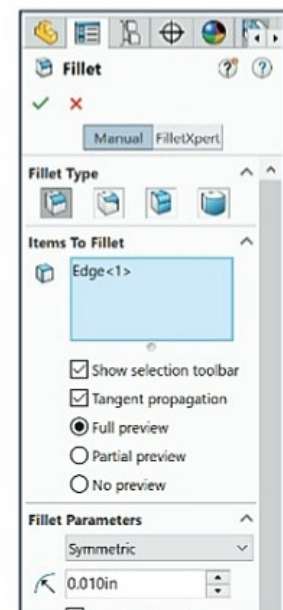 Fillet
Manual FilletXpert
Fillet Type
Items To Fillet
Edge<1>
Show selection toolbar
Tangent propagation
Full preview
Partial preview
No preview
Fillet Parameters
Symmetric
0.010in